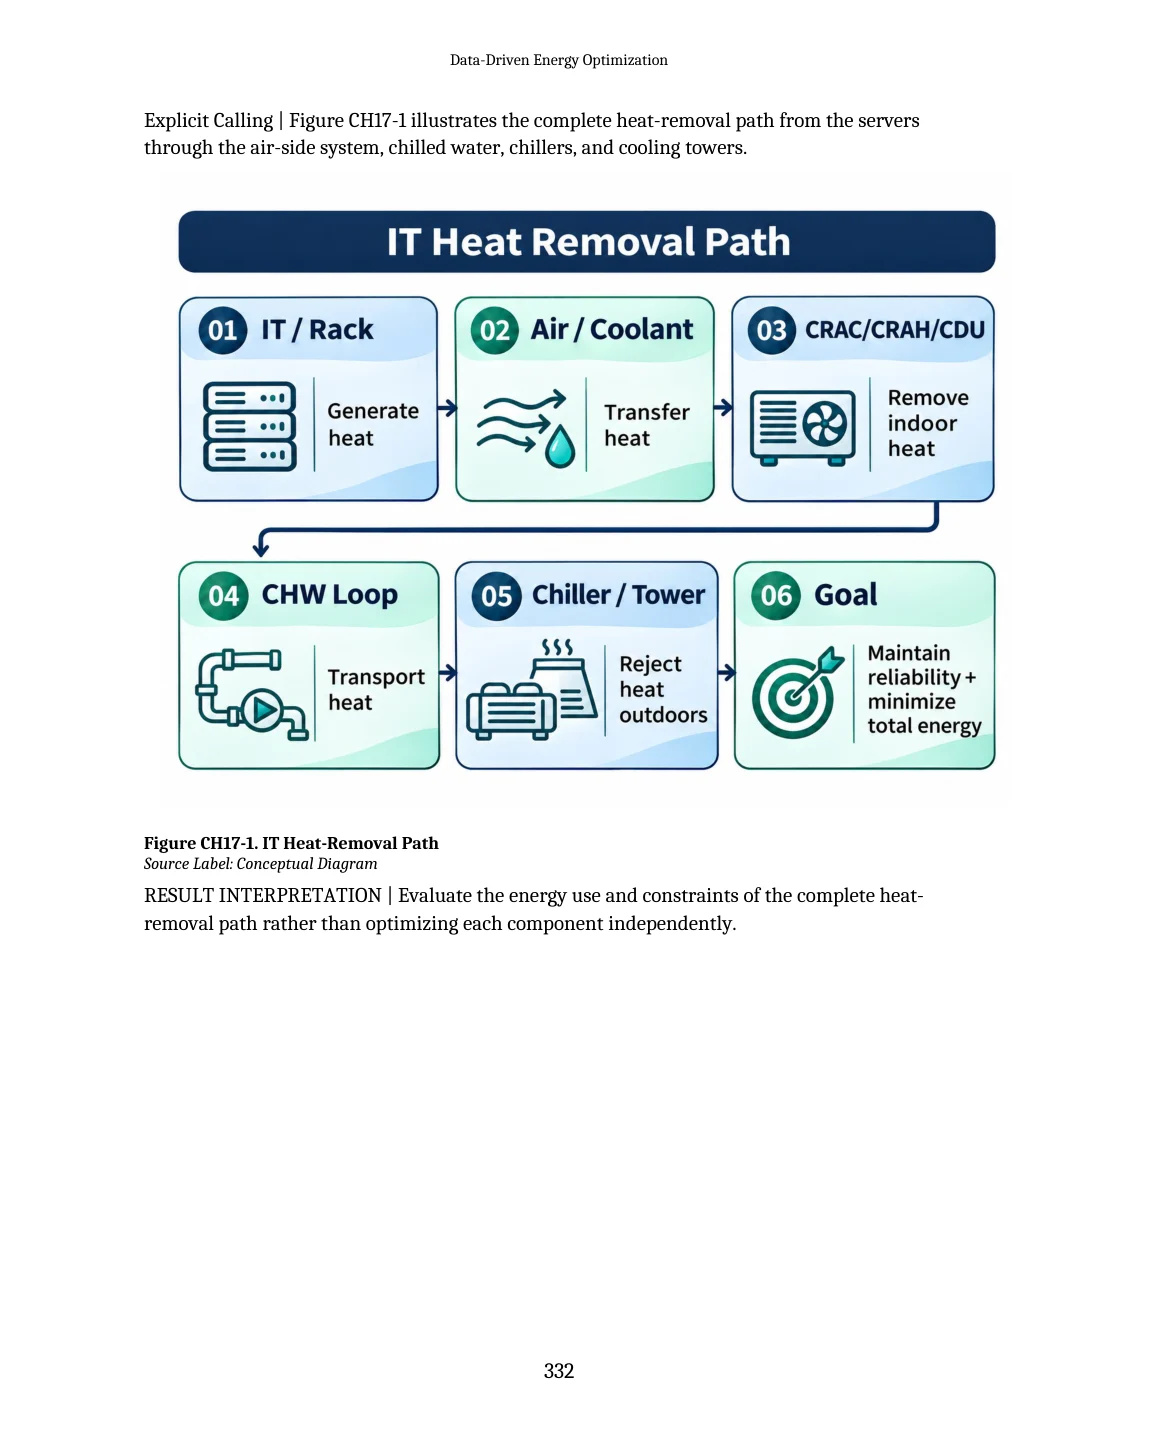 Data-Driven Energy Optimization
Explicit Calling | Figure CH17-1 illustrates the complete heat-removal path from the servers
through the air-side system, chilled water, chillers, and cooling towers.
IT Heat Removal Path
01 IT / Rack
Generate
heat
02 Air / Coolant
Transfer
heat
03 CRAC/CRAH/CDU
Remove
indoor
heat
04 CHW Loop
Transport
heat
05 Chiller / Tower
Reject
heat
outdoors
06 Goal
Maintain
reliability +
minimize
total energy
Figure CH17-1. IT Heat-Removal Path
Source Label: Conceptual Diagram
RESULT INTERPRETATION | Evaluate the energy use and constraints of the complete heat-
removal path rather than optimizing each component independently.
332